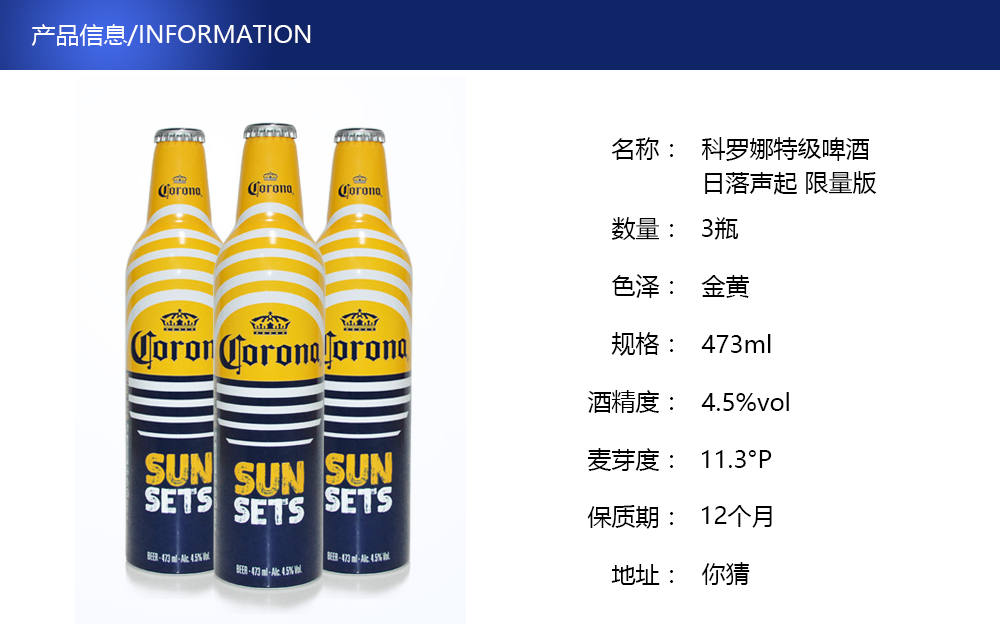 产品信息/INFORMATION
Corona
Corona
Corona
Corona
Corona
Corona
SUN
SETS
SUN
SETS
SUN
SETS
BEER - 473 ml - Alc. 4.5% Vol.
BEER - 473 ml - Alc. 4.5% Vol.
BEER - 473 ml - Alc. 4.5% Vol.
名称： 科罗娜特级啤酒
日落声起 限量版
数量： 3瓶
色泽： 金黄
规格： 473ml
酒精度： 4.5%vol
麦芽度： 11.3°P
保质期： 12个月
地址： 你猜